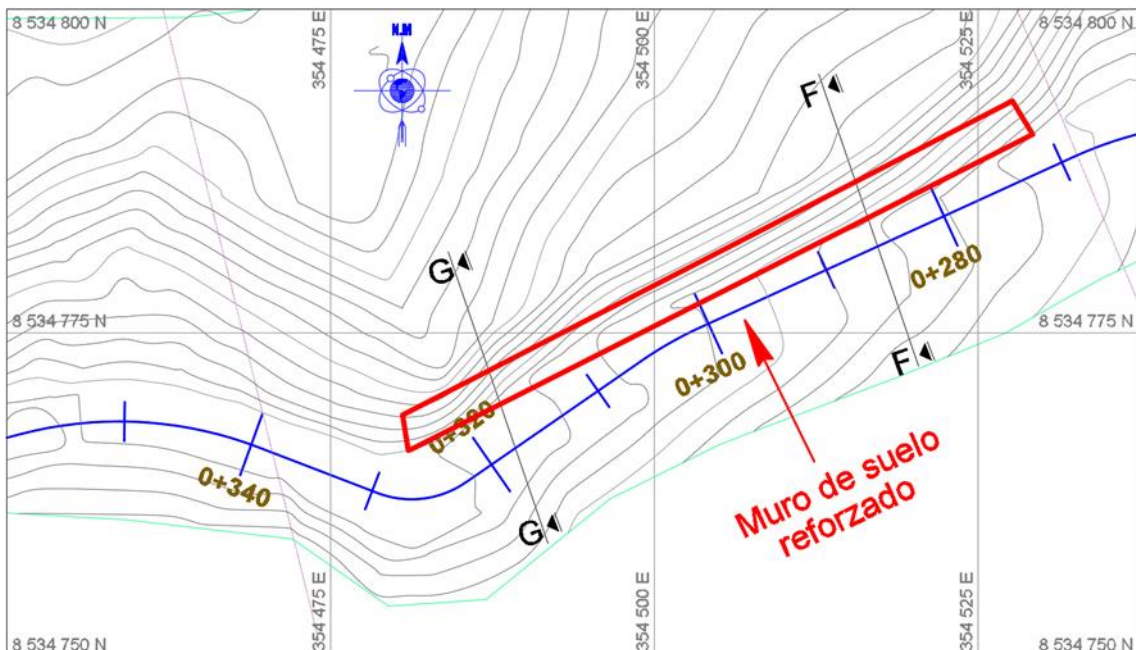 8 534 800 N
354 475 E
N.M
354 500 E
354 525 E
8 534 800 N
F
G
0+280
8 534 775 N
8 534 775 N
F
0+300
0+320
0+340
G
Muro de suelo
reforzado
354 475 E
354 500 E
354 525 E
8 534 750 N
8 534 750 N